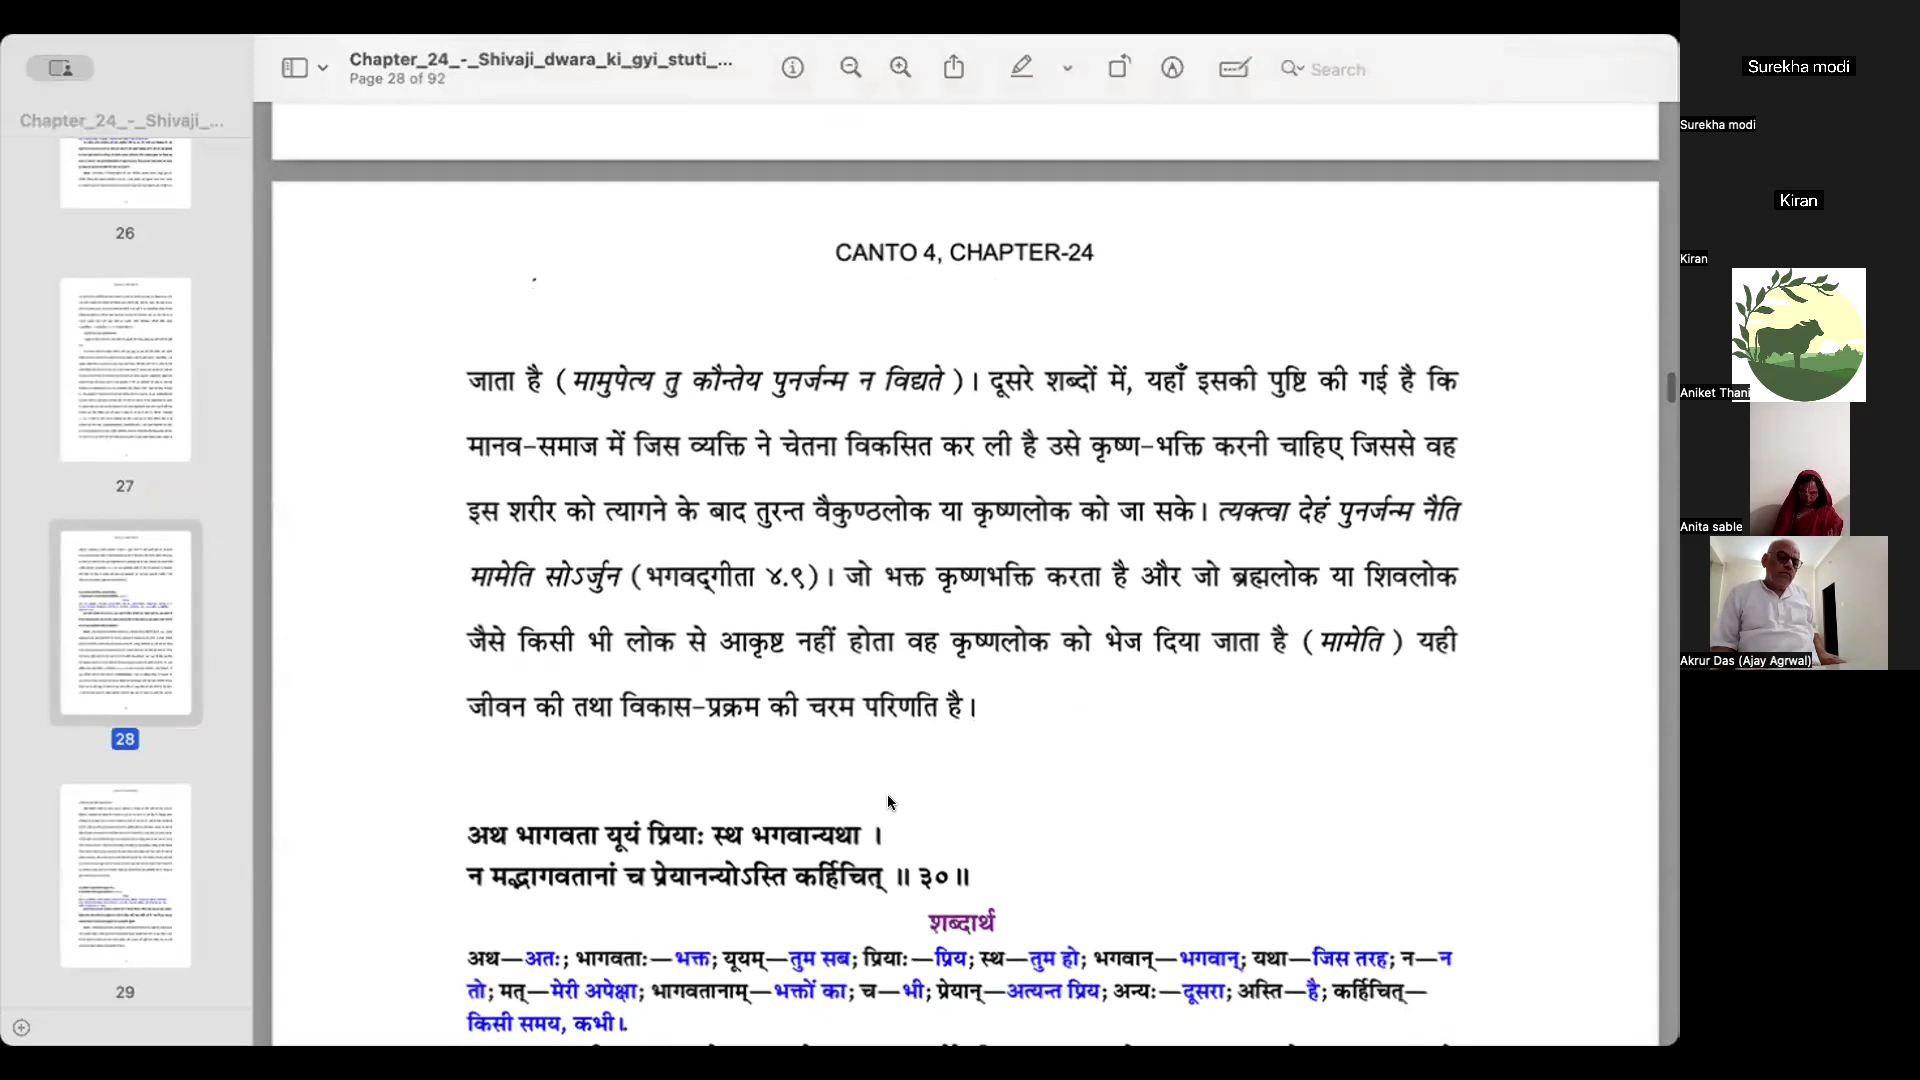 Chapter_24_-_Shivaji_dwara_ki_gyi_stuti_...
Page 28 of 92
Search
Chapter_24_-_Shivaji_...
26
27
28
29
CANTO 4, CHAPTER-24
जाता है (मामुपेत्य तु कौन्तेय पुनर्जन्म न विद्यते)। दूसरे शब्दों में, यहाँ इसकी पुष्टि की गई है कि
मानव-समाज में जिस व्यक्ति ने चेतना विकसित कर ली है उसे कृष्ण-भक्ति करनी चाहिए जिससे वह
इस शरीर को त्यागने के बाद तुरन्त वैकुण्ठलोक या कृष्णलोक को जा सके। त्यक्त्वा देहं पुनर्जन्म नैति
मामेति सोऽर्जुन (भगवद्गीता ४.९)। जो भक्त कृष्णभक्ति करता है और जो ब्रह्मलोक या शिवलोक
जैसे किसी भी लोक से आकृष्ट नहीं होता वह कृष्णलोक को भेज दिया जाता है (मामेति) यही
जीवन की तथा विकास-प्रक्रम की चरम परिणति है।
अथ भागवता यूयं प्रियाः स्थ भगवान्यथा ।
न मद्भागवतानां च प्रेयानन्योऽस्ति कर्हिचित् ॥ ३०॥
शब्दार्थ
अथ—अतः; भागवताः—भक्त; यूयम्—तुम सब; प्रियाः—प्रिय; स्थ—तुम हो; भगवान्—भगवान्; यथा—जिस तरह; न—न
तो; मत्—मेरी अपेक्षा; भागवतानाम्—भक्तों का; च—भी; प्रेयान्—अत्यन्त प्रिय; अन्यः—दूसरा; अस्ति—है; कर्हिचित्—
किसी समय, कभी।.
Surekha modi
Surekha modi
Kiran
Kiran
Aniket Thani
Anita sable
Akrur Das (Ajay Agrwal)